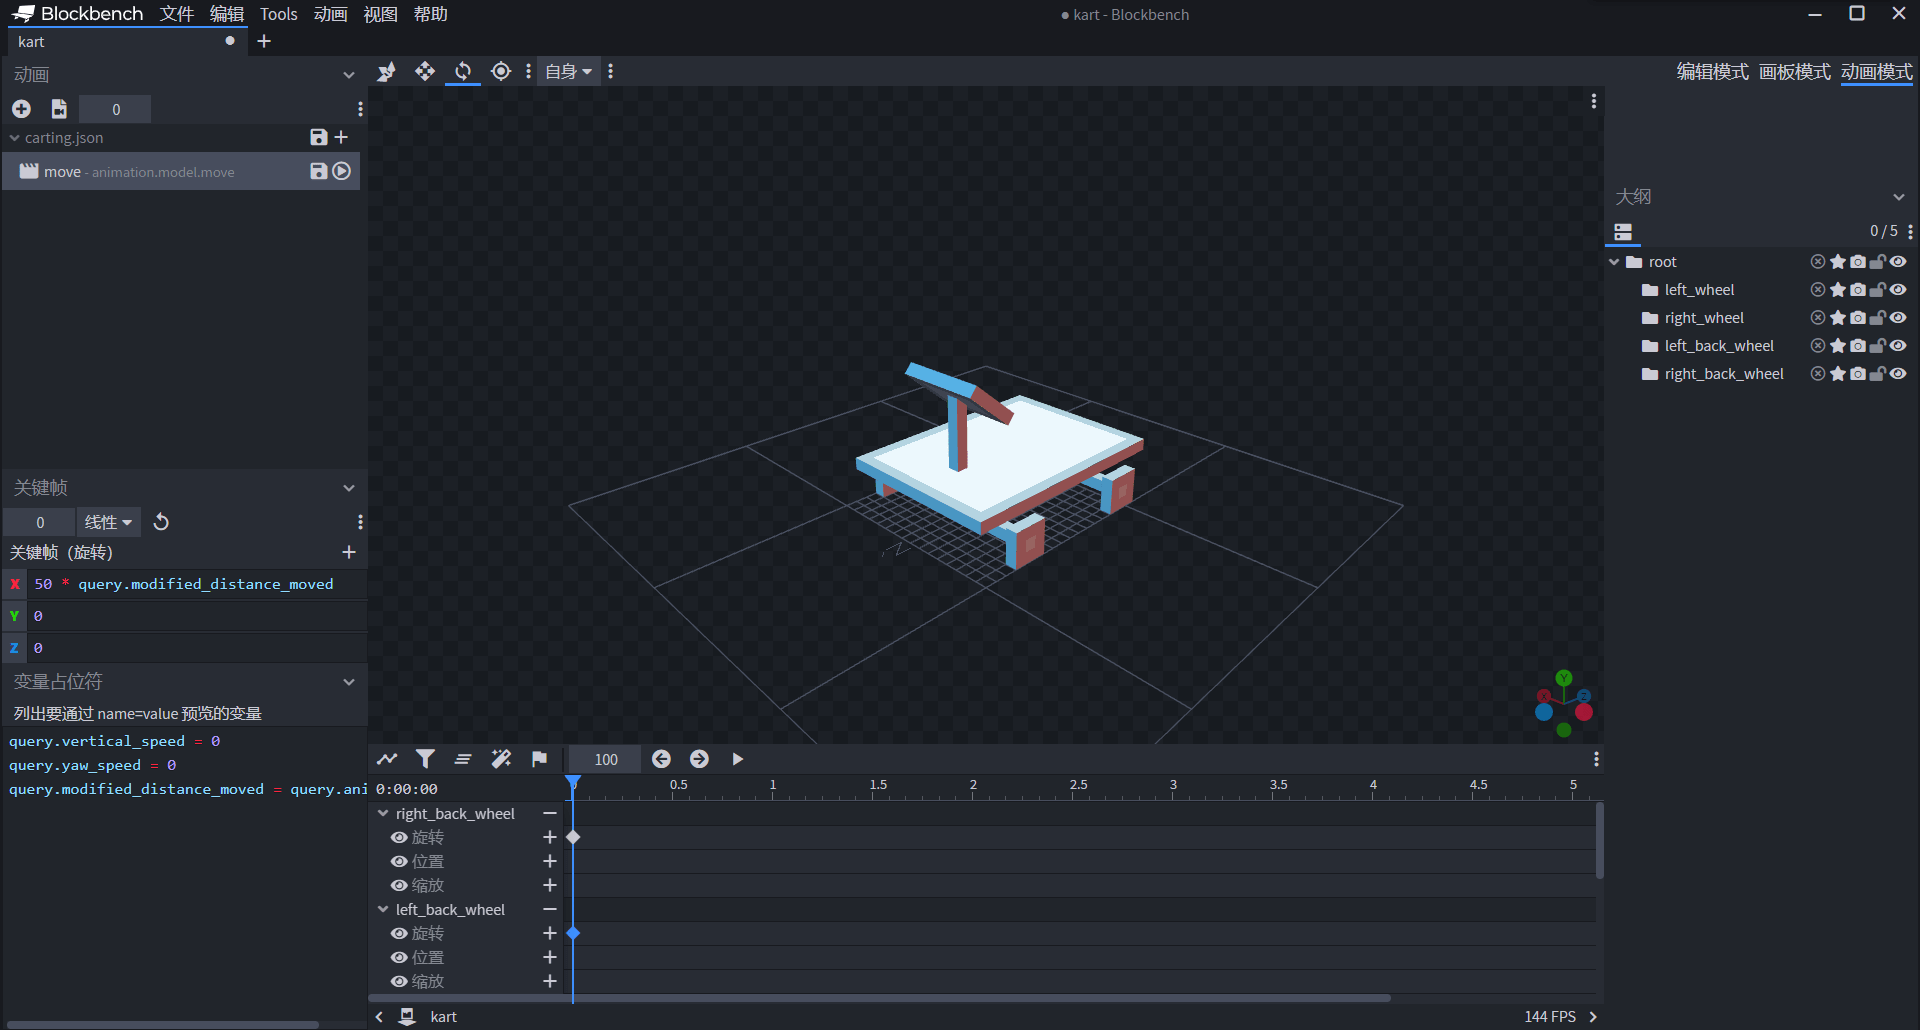 Blockbench 文件 编辑 Tools 动画 视图 帮助
● kart - Blockbench
kart
动画
0
carting.json
move - animation.model.move
关键帧
0 线性
关键帧（旋转）
X 50 * query.modified_distance_moved
Y 0
Z 0
变量占位符
列出要通过 name=value 预览的变量
query.vertical_speed = 0
query.yaw_speed = 0
query.modified_distance_moved = query.ani
自身
编辑模式 画板模式 动画模式
大纲
0 / 5
root
left_wheel
right_wheel
left_back_wheel
right_back_wheel
Y
100
0:00:00
0 0.5 1 1.5 2 2.5 3 3.5 4 4.5 5
right_back_wheel
旋转
位置
缩放
left_back_wheel
旋转
位置
缩放
kart
144 FPS